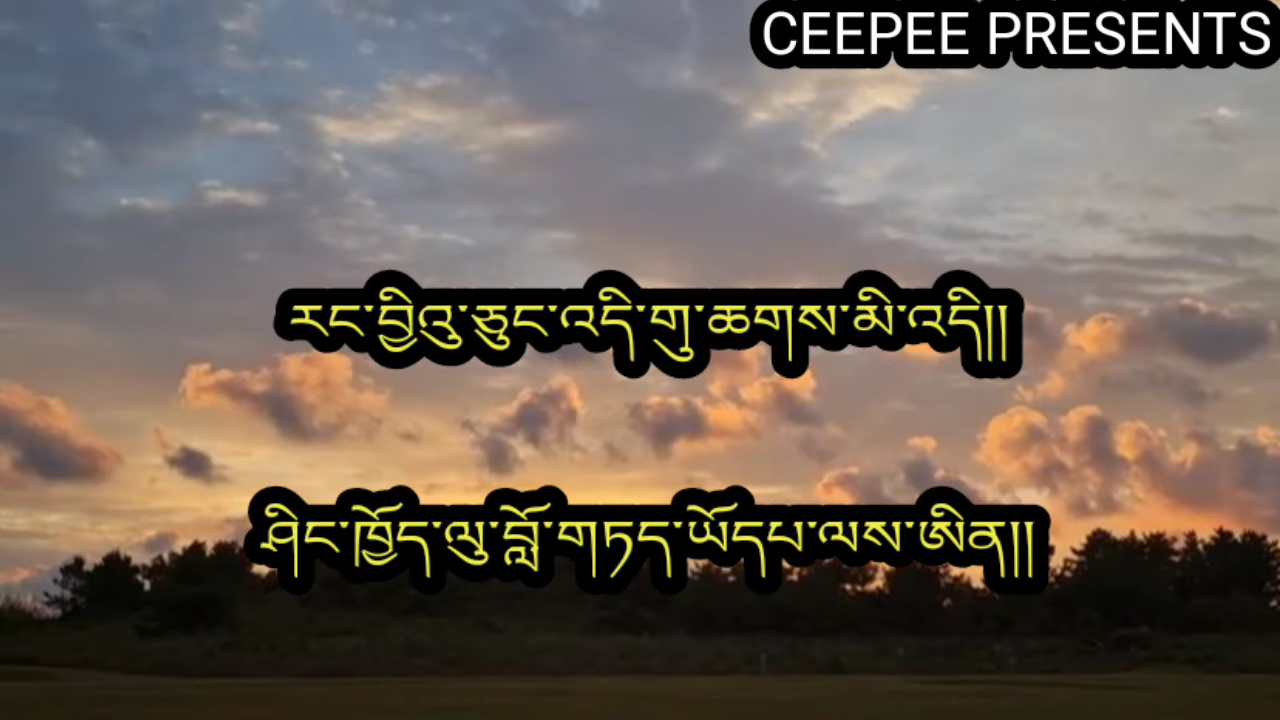 CEEPEE PRESENTS
རང་བྱིའུ་ཅུང་འདི་གུ་ཆགས་མི་འདི།།
ཤིང་ཁྱོད་ལུ་བློ་གཏད་ཡོདཔ་ལས་ཨིན།།